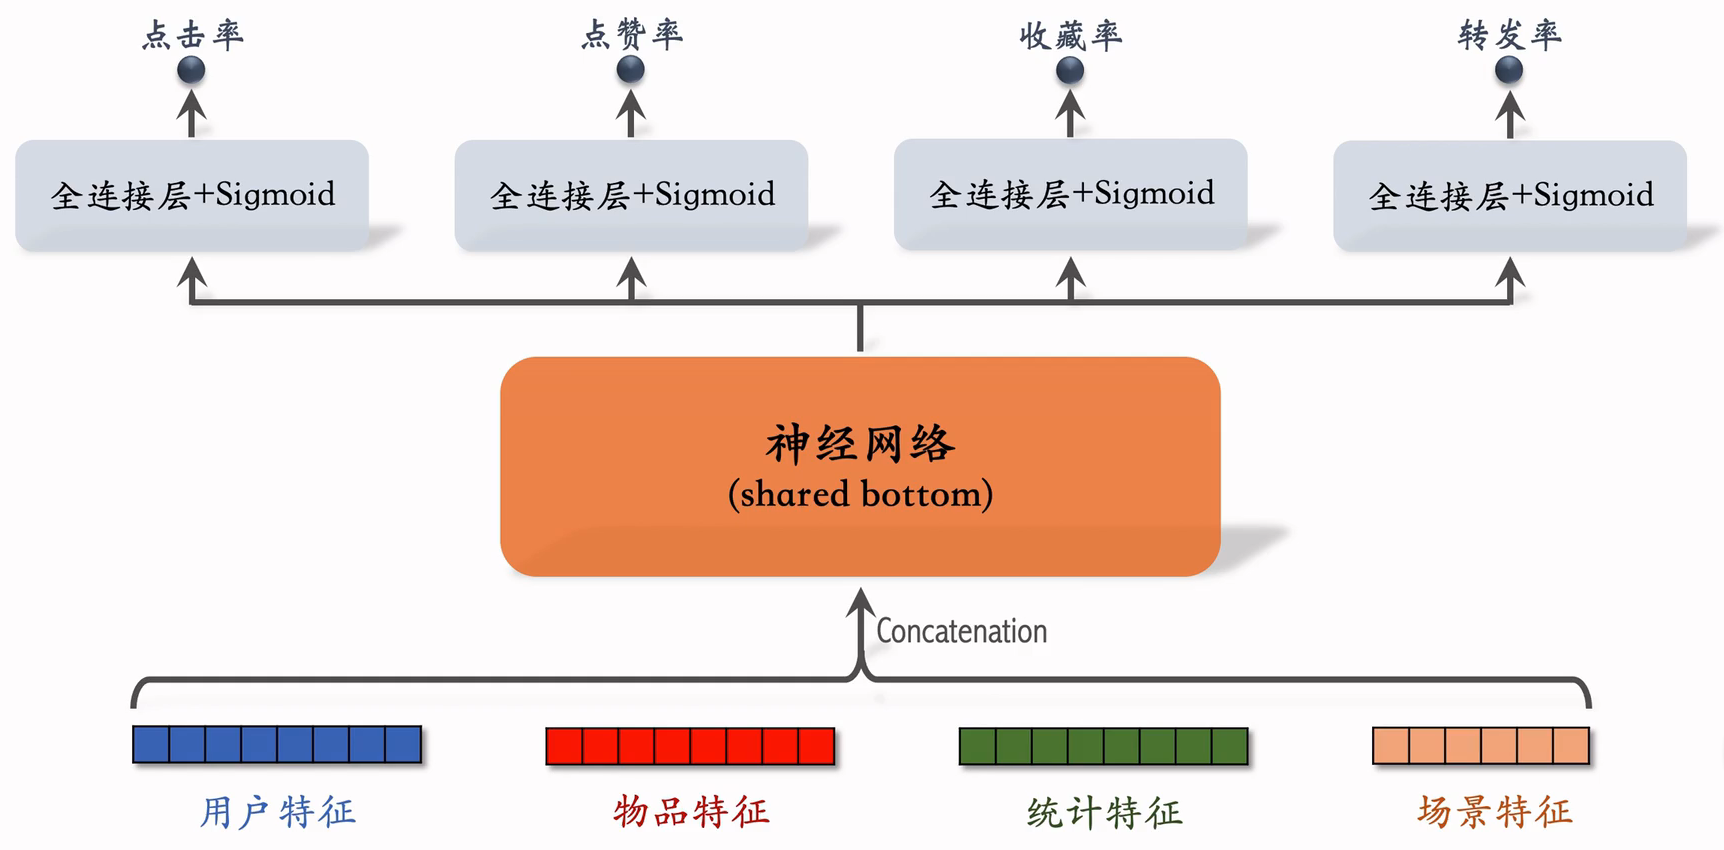 点击率
点赞率
收藏率
转发率
全连接层+Sigmoid
全连接层+Sigmoid
全连接层+Sigmoid
全连接层+Sigmoid
神经网络
(shared bottom)
Concatenation
用户特征
物品特征
统计特征
场景特征